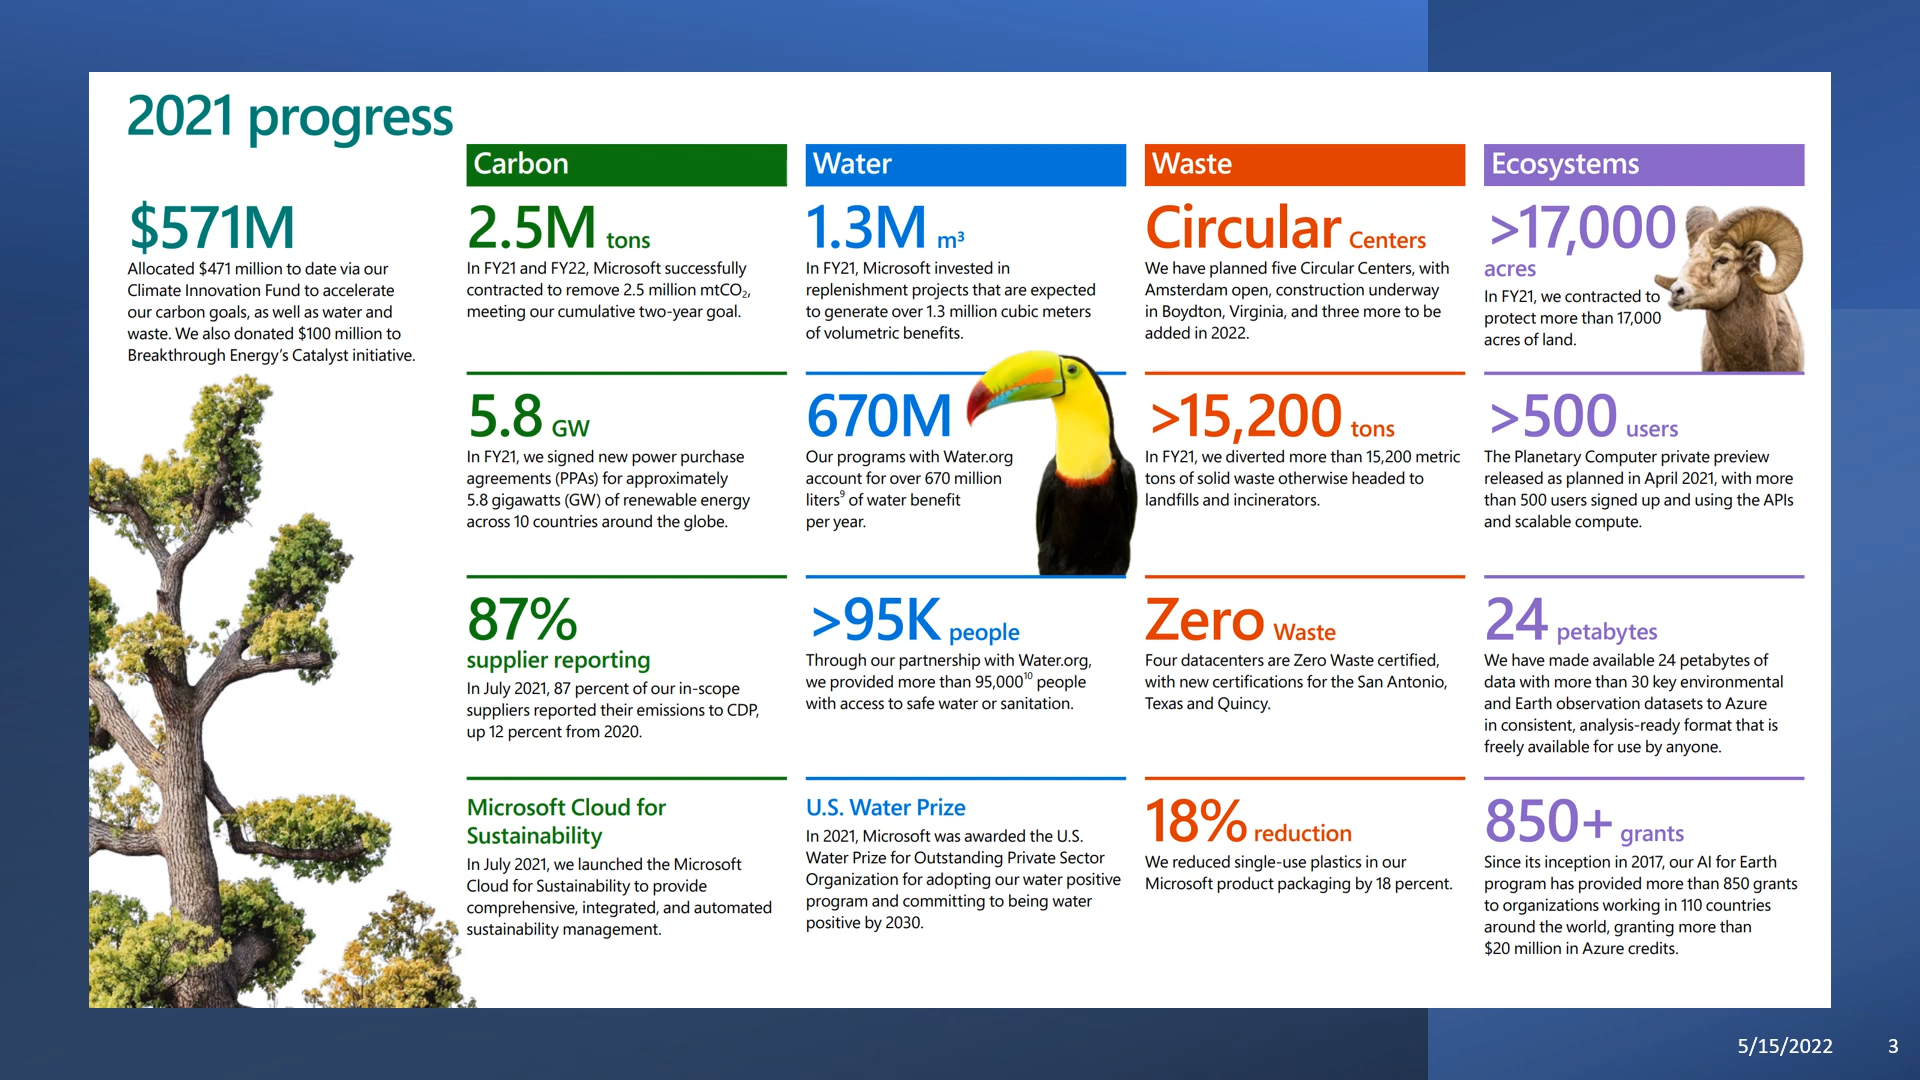 2021 progress
$571M
Allocated $471 million to date via our
Climate Innovation Fund to accelerate
our carbon goals, as well as water and
waste. We also donated $100 million to
Breakthrough Energy’s Catalyst initiative.
Carbon
2.5M tons
In FY21 and FY22, Microsoft successfully
contracted to remove 2.5 million mtCO₂,
meeting our cumulative two-year goal.
5.8 GW
In FY21, we signed new power purchase
agreements (PPAs) for approximately
5.8 gigawatts (GW) of renewable energy
across 10 countries around the globe.
87%
supplier reporting
In July 2021, 87 percent of our in-scope
suppliers reported their emissions to CDP,
up 12 percent from 2020.
Microsoft Cloud for
Sustainability
In July 2021, we launched the Microsoft
Cloud for Sustainability to provide
comprehensive, integrated, and automated
sustainability management.
Water
1.3M m³
In FY21, Microsoft invested in
replenishment projects that are expected
to generate over 1.3 million cubic meters
of volumetric benefits.
670M
Our programs with Water.org
account for over 670 million
liters⁹ of water benefit
per year.
>95K people
Through our partnership with Water.org,
we provided more than 95,000¹⁰ people
with access to safe water or sanitation.
U.S. Water Prize
In 2021, Microsoft was awarded the U.S.
Water Prize for Outstanding Private Sector
Organization for adopting our water positive
program and committing to being water
positive by 2030.
Waste
Circular Centers
We have planned five Circular Centers, with
Amsterdam open, construction underway
in Boydton, Virginia, and three more to be
added in 2022.
>15,200 tons
In FY21, we diverted more than 15,200 metric
tons of solid waste otherwise headed to
landfills and incinerators.
Zero Waste
Four datacenters are Zero Waste certified,
with new certifications for the San Antonio,
Texas and Quincy.
18% reduction
We reduced single-use plastics in our
Microsoft product packaging by 18 percent.
Ecosystems
>17,000
acres
In FY21, we contracted to
protect more than 17,000
acres of land.
>500 users
The Planetary Computer private preview
released as planned in April 2021, with more
than 500 users signed up and using the APIs
and scalable compute.
24 petabytes
We have made available 24 petabytes of
data with more than 30 key environmental
and Earth observation datasets to Azure
in consistent, analysis-ready format that is
freely available for use by anyone.
850+ grants
Since its inception in 2017, our AI for Earth
program has provided more than 850 grants
to organizations working in 110 countries
around the world, granting more than
$20 million in Azure credits.
5/15/2022
3